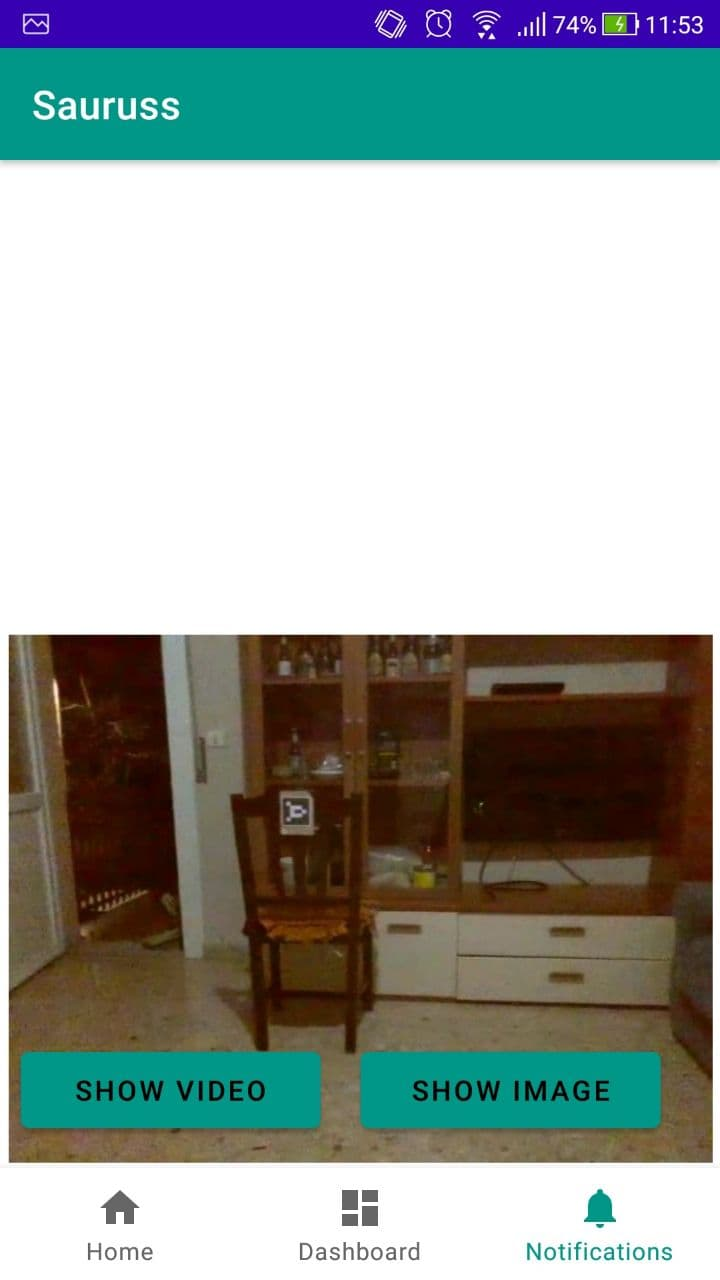 74% 11:53
Sauruss
SHOW VIDEO SHOW IMAGE
Home Dashboard Notifications